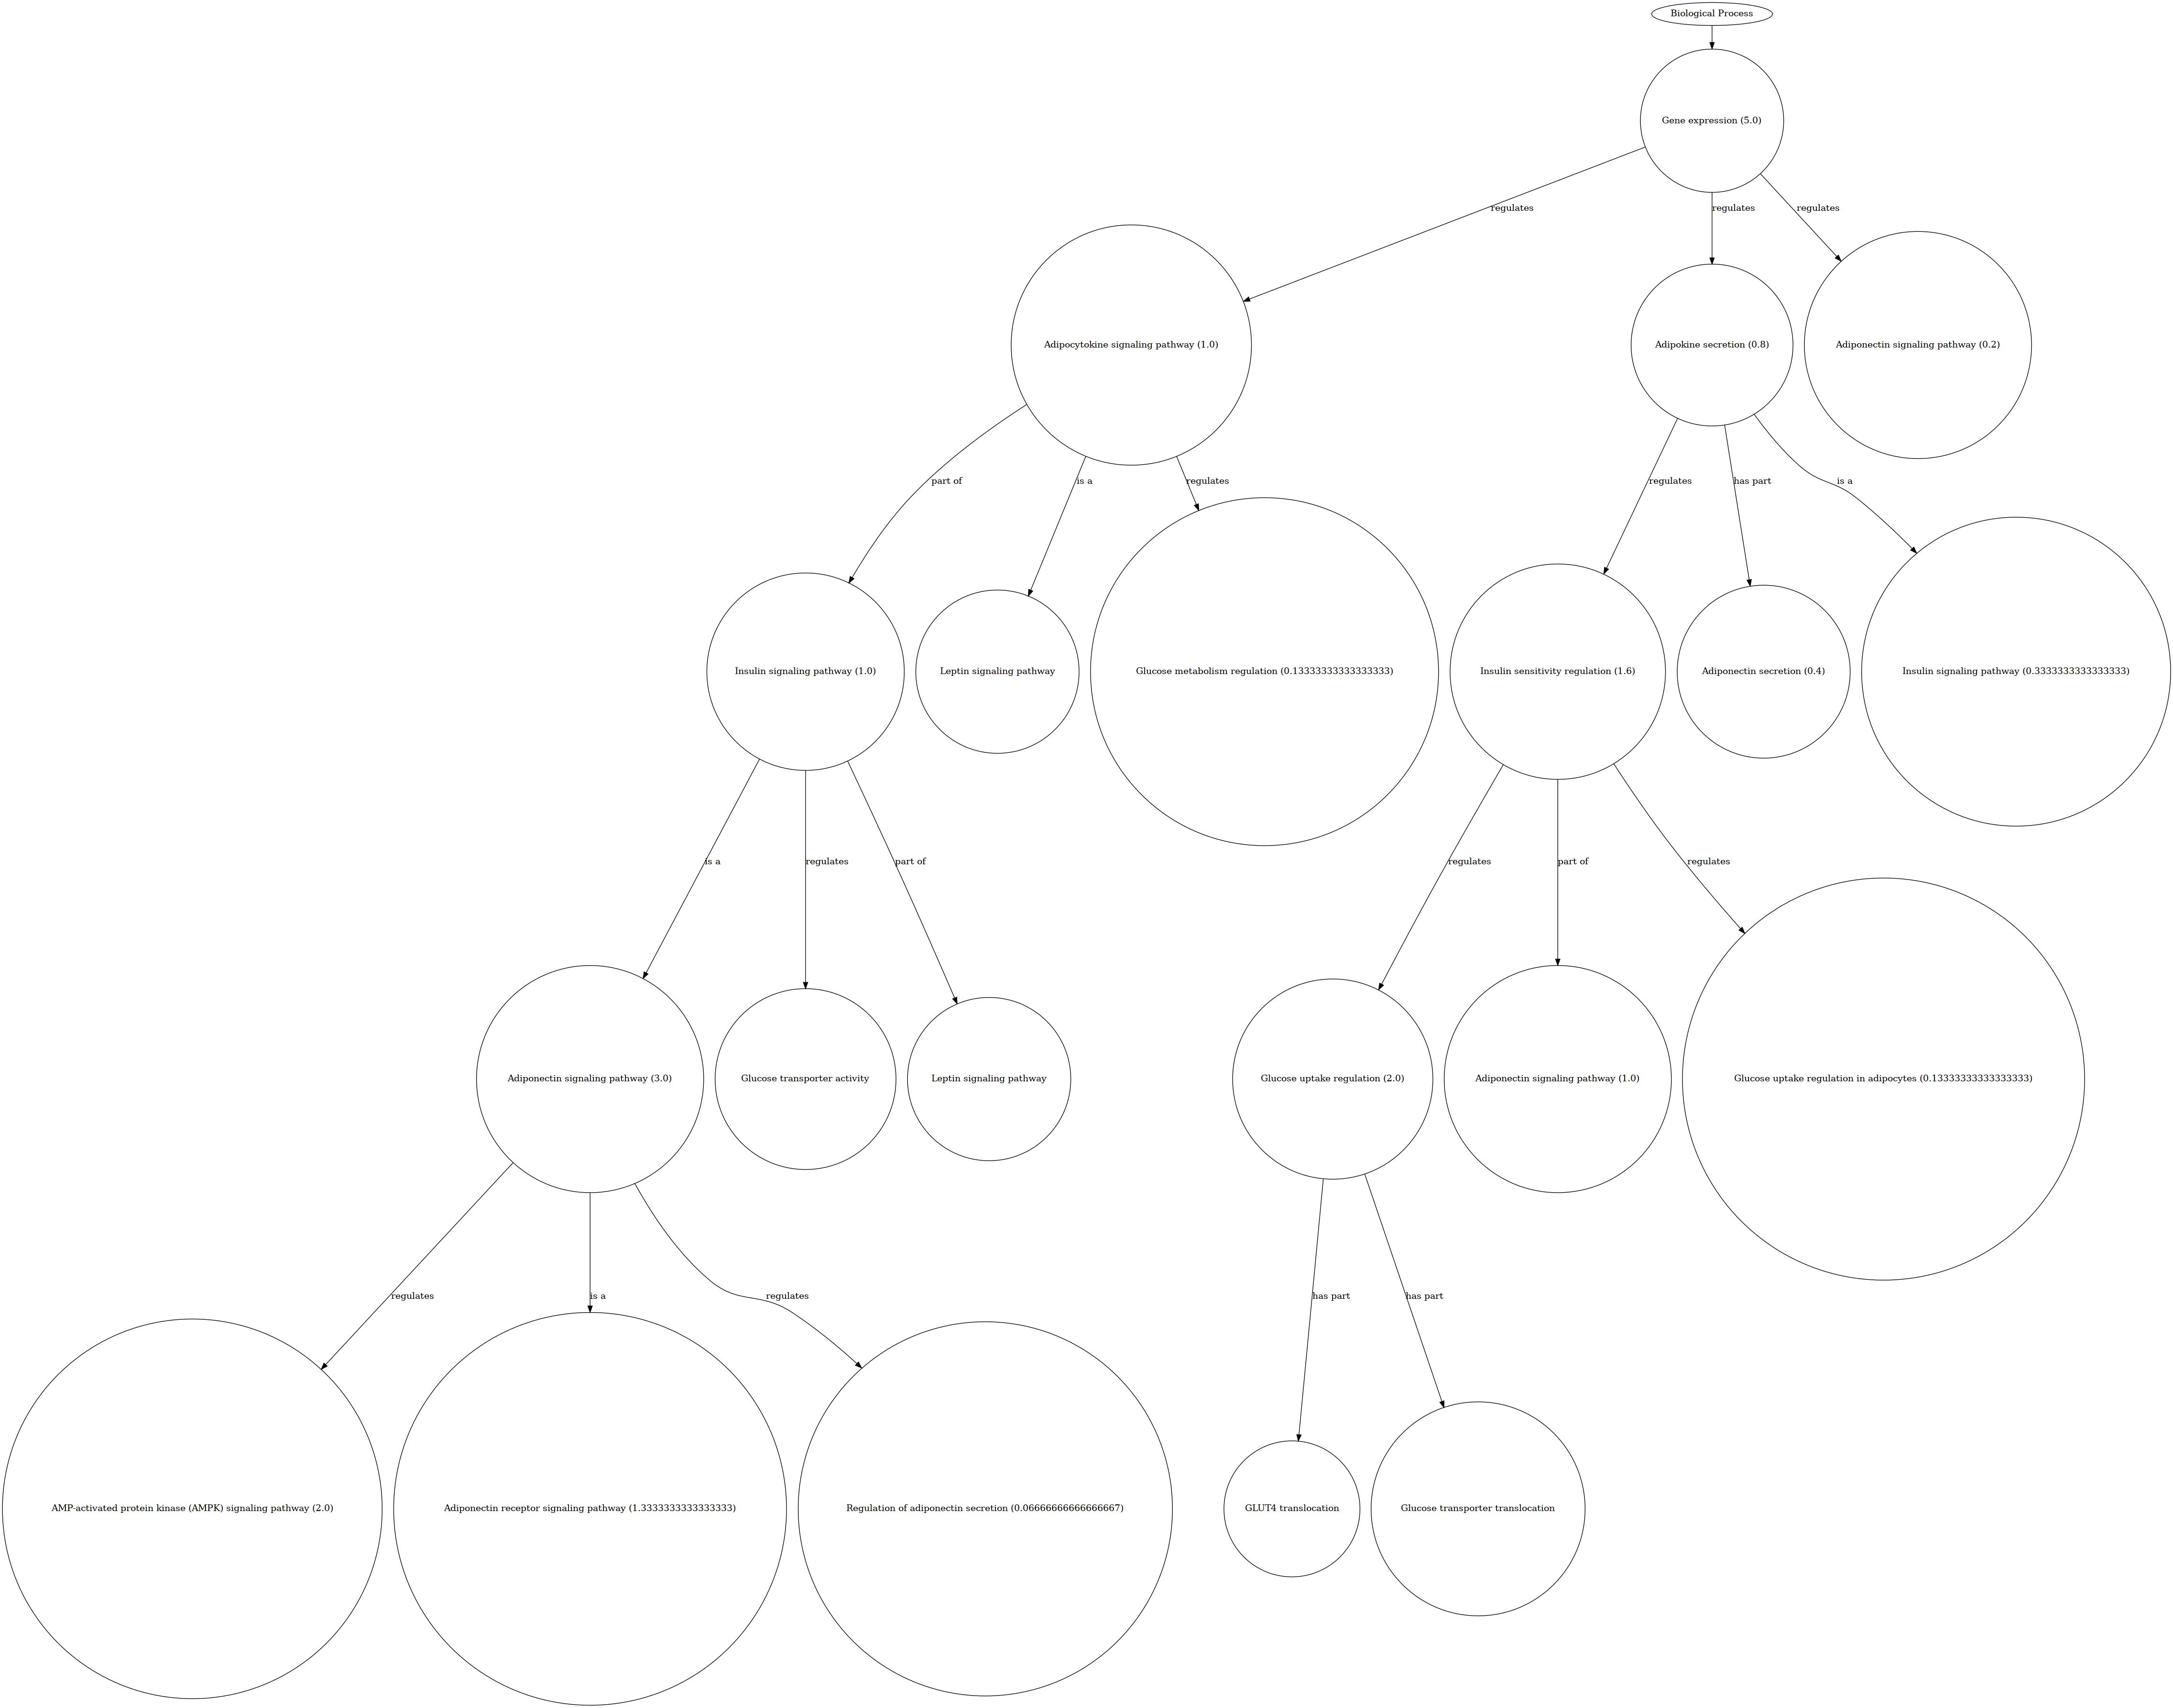 Biological Process
Gene expression (5.0)
regulates
regulates
regulates
Adipocytokine signaling pathway (1.0)
Adipokine secretion (0.8)
Adiponectin signaling pathway (0.2)
part of
is a
regulates
regulates
has part
is a
Insulin signaling pathway (1.0)
Leptin signaling pathway
Glucose metabolism regulation (0.13333333333333333)
Insulin sensitivity regulation (1.6)
Adiponectin secretion (0.4)
Insulin signaling pathway (0.3333333333333333)
is a
regulates
part of
regulates
part of
regulates
Adiponectin signaling pathway (3.0)
Glucose transporter activity
Leptin signaling pathway
Glucose uptake regulation (2.0)
Adiponectin signaling pathway (1.0)
Glucose uptake regulation in adipocytes (0.13333333333333333)
regulates
is a
regulates
has part
has part
AMP-activated protein kinase (AMPK) signaling pathway (2.0)
Adiponectin receptor signaling pathway (1.3333333333333333)
Regulation of adiponectin secretion (0.06666666666666667)
GLUT4 translocation
Glucose transporter translocation